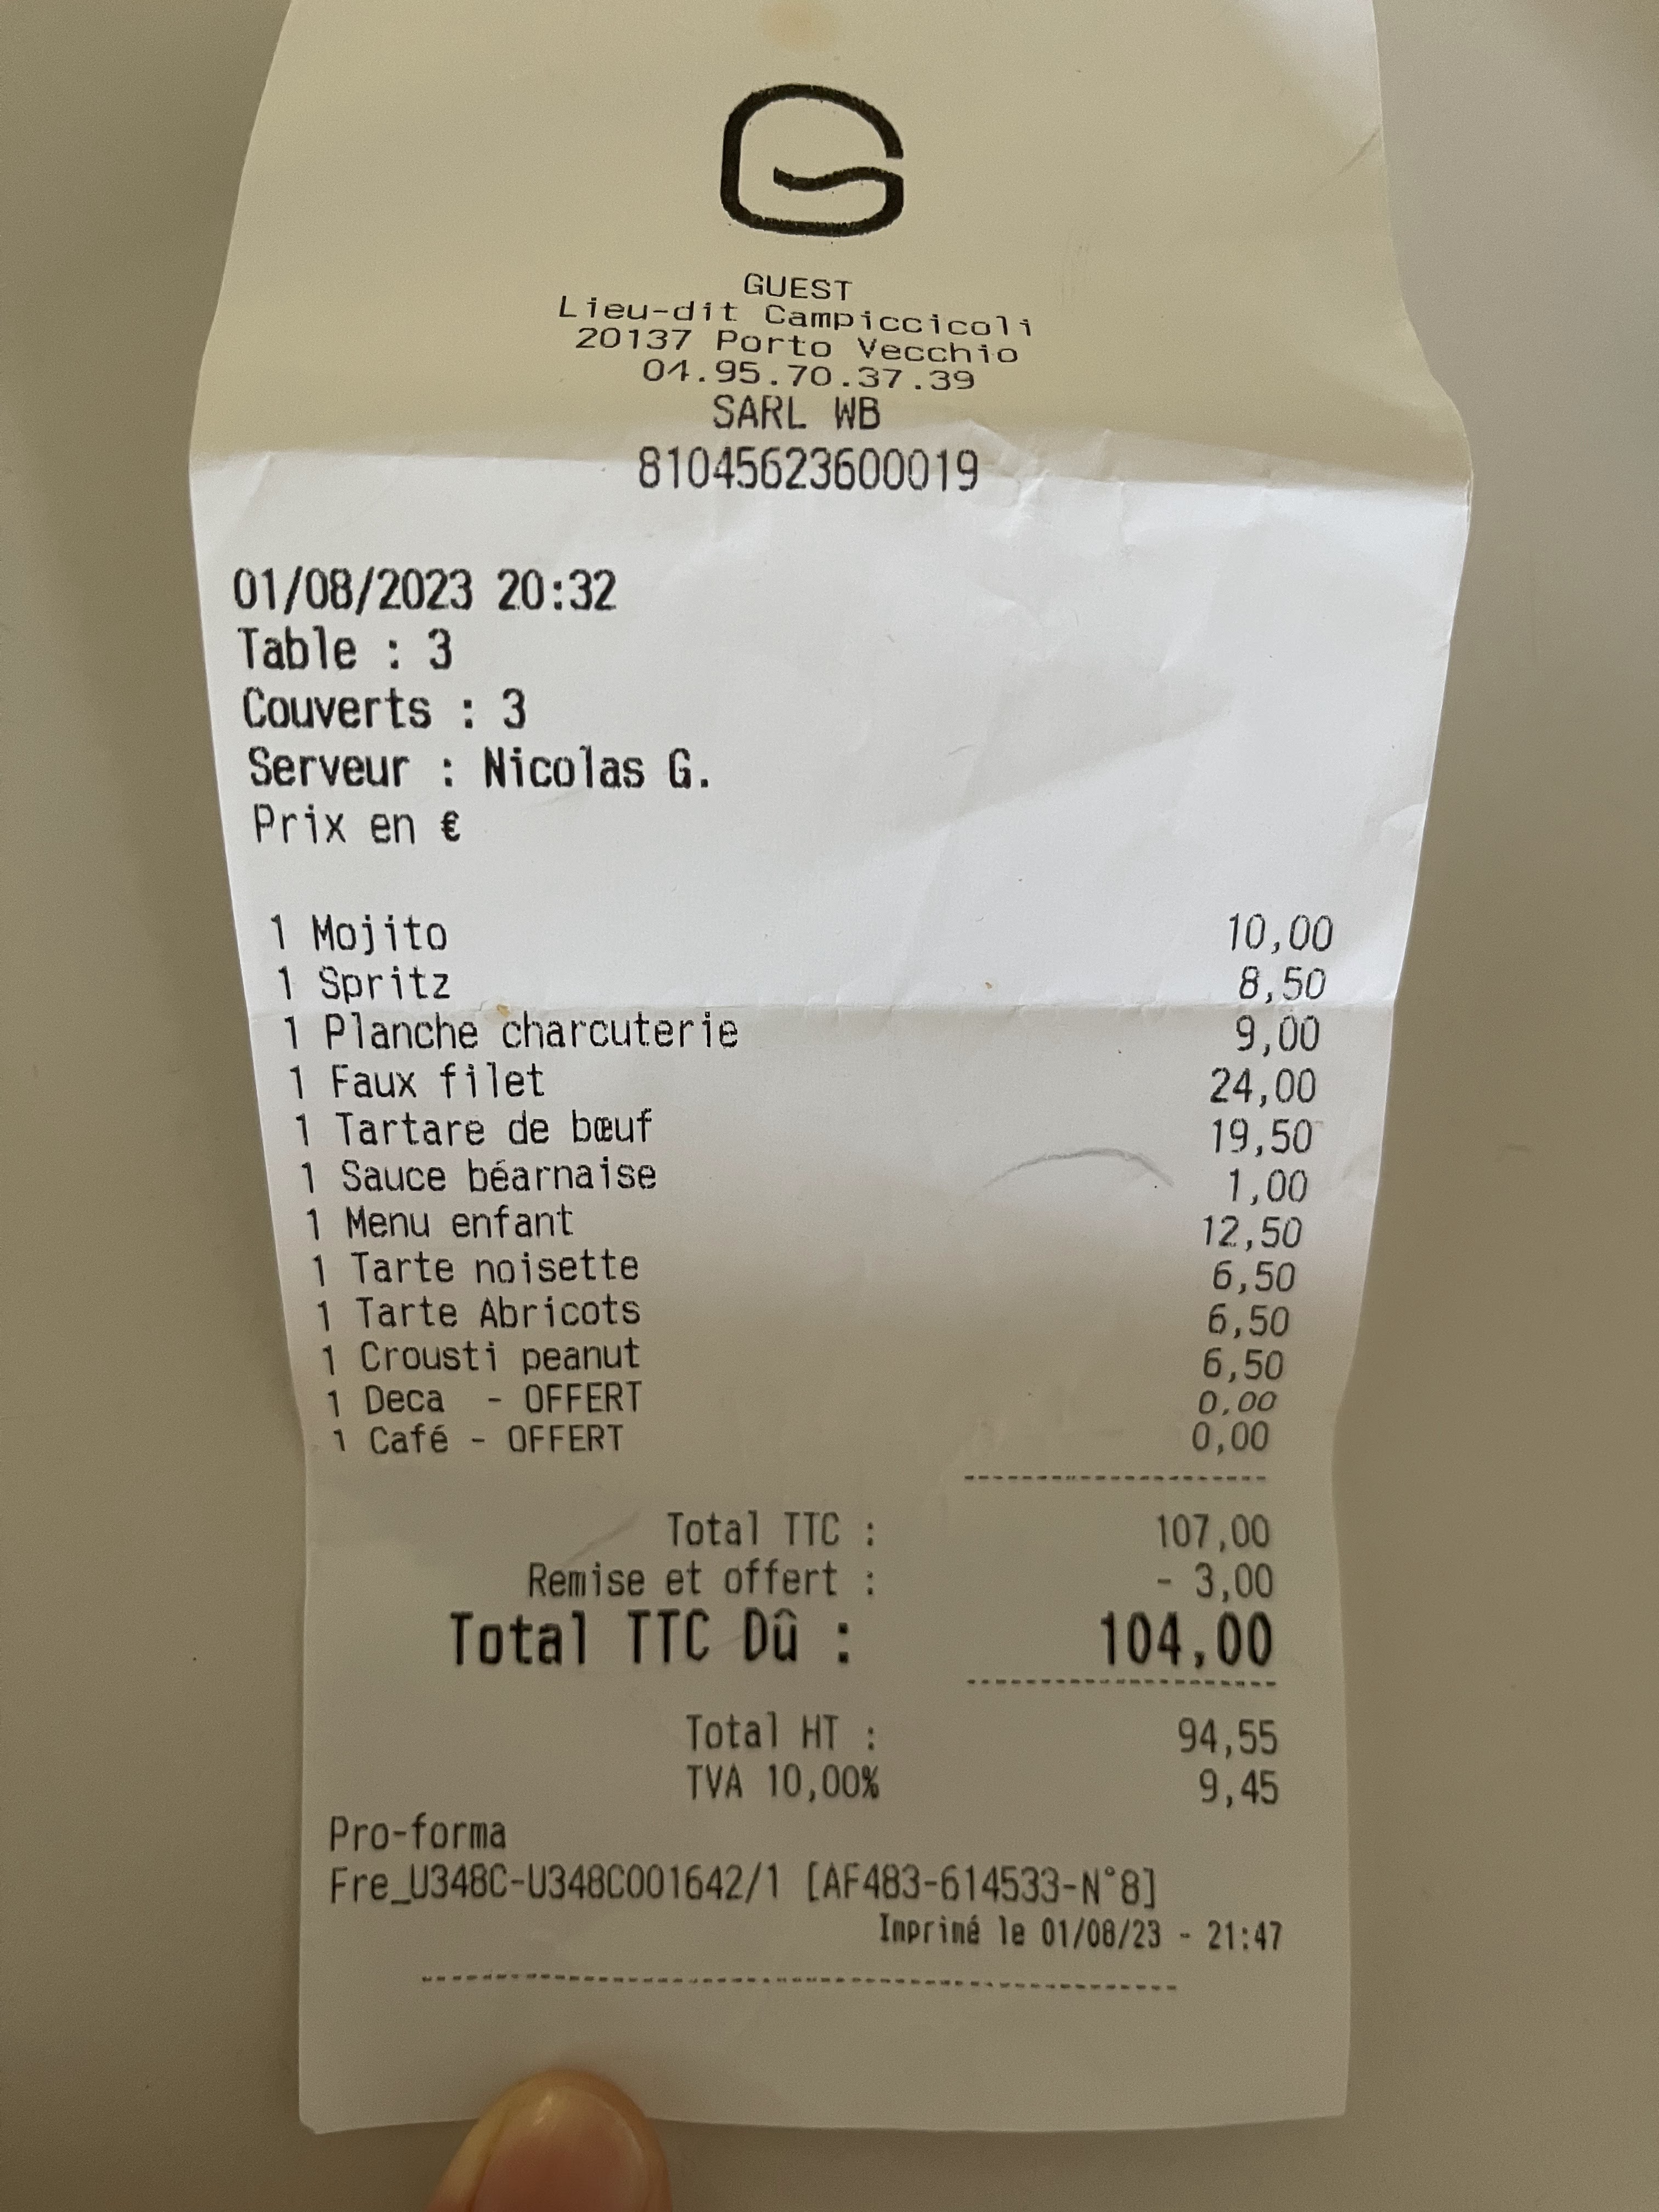 GUEST
Lieu-dit Campiccicoli
20137 Porto Vecchio
04.95.70.37.39
SARL WB
81045623600019
01/08/2023 20:32
Table : 3
Couverts : 3
Serveur : Nicolas G.
Prix en €
1 Mojito 10,00
1 Spritz 8,50
1 Planche charcuterie 9,00
1 Faux filet 24,00
1 Tartare de bœuf 19,50
1 Sauce béarnaise 1,00
1 Menu enfant 12,50
1 Tarte noisette 6,50
1 Tarte Abricots 6,50
1 Crousti peanut 6,50
1 Deca - OFFERT 0,00
1 Café - OFFERT 0,00
Total TTC : 107,00
Remise et offert : - 3,00
Total TTC Dû : 104,00
Total HT : 94,55
TVA 10,00% 9,45
Pro-forma
Fre_U348C-U348C001642/1 [AF483-614533-N°8]
Imprimé le 01/08/23 - 21:47